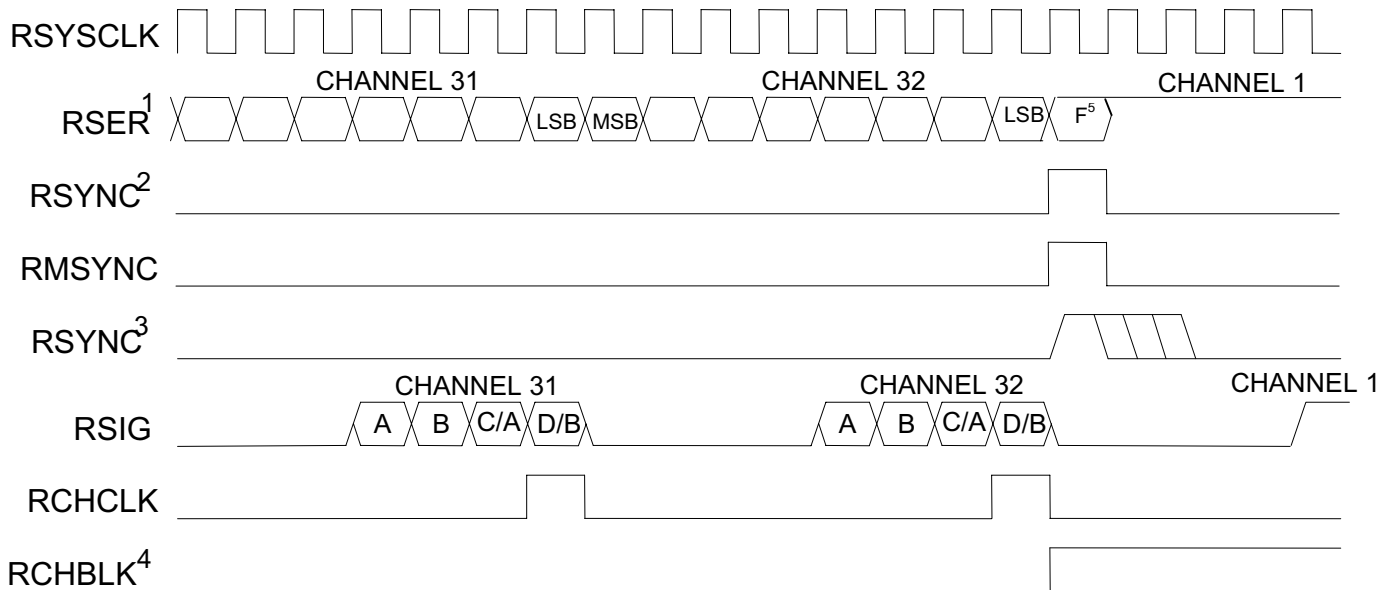 RSYSCLK
CHANNEL 31 CHANNEL 32 CHANNEL 1
RSER1 LSB MSB LSB F5
RSYNC2
RMSYNC
RSYNC3
CHANNEL 31 CHANNEL 32 CHANNEL 1
RSIG A B C/A D/B A B C/A D/B
RCHCLK
RCHBLK4